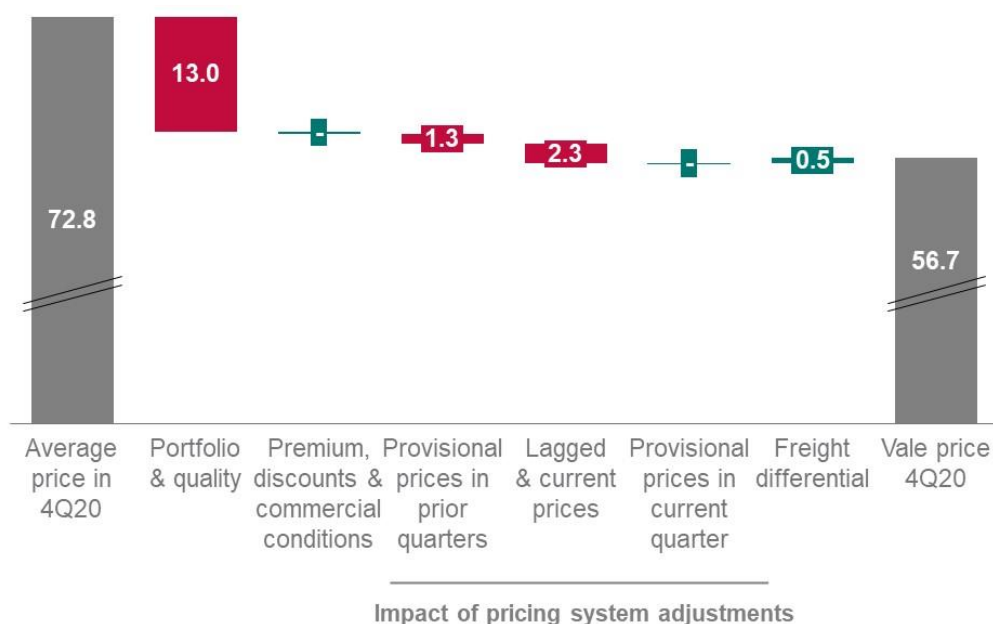 13.0
-
1.3
2.3
-
0.5
72.8
56.7
Average price in 4Q20
Portfolio & quality
Premium, discounts & commercial conditions
Provisional prices in prior quarters
Lagged & current prices
Provisional prices in current quarter
Freight differential
Vale price 4Q20
Impact of pricing system adjustments